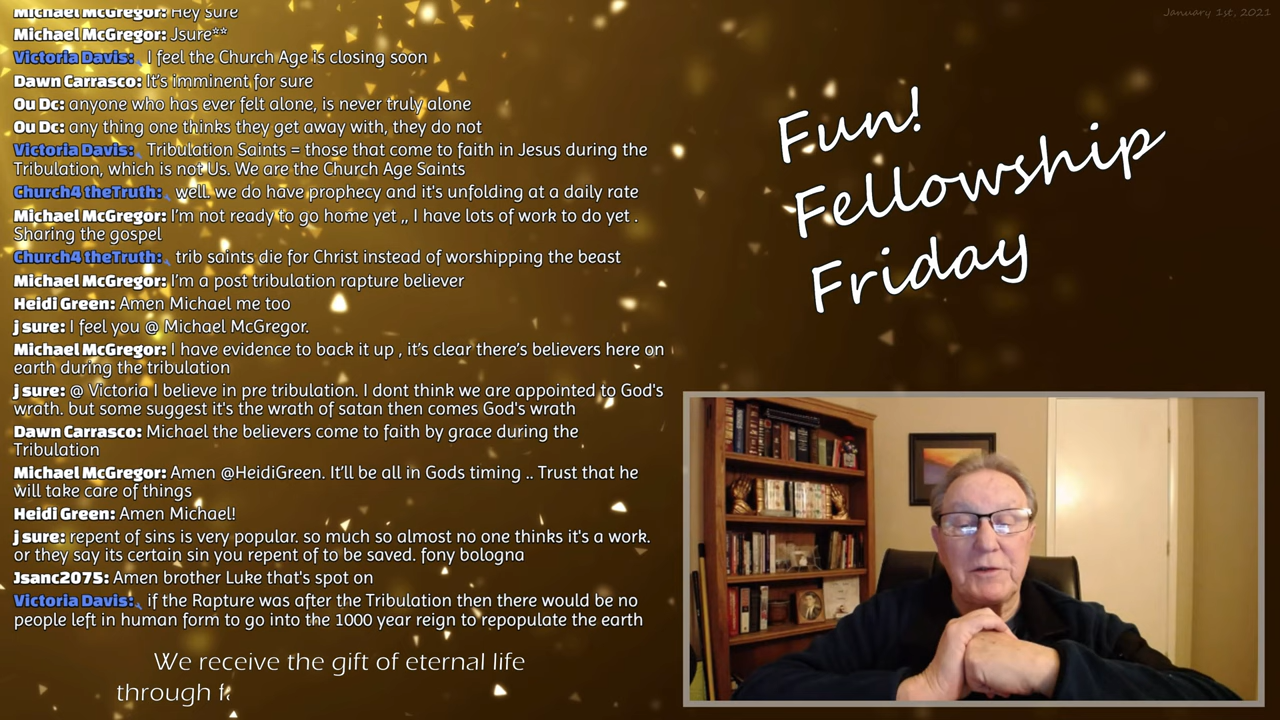 January 1st, 2021
Michael McGregor: Hey sure
Michael McGregor: Jsure**
Victoria Davis: I feel the Church Age is closing soon
Dawn Carrasco: It's imminent for sure
Ou Dc: anyone who has ever felt alone, is never truly alone
Ou Dc: any thing one thinks they get away with, they do not
Victoria Davis: Tribulation Saints = those that come to faith in Jesus during the
Tribulation, which is not Us. We are the Church Age Saints
Church4 theTruth: well. we do have prophecy and it's unfolding at a daily rate
Michael McGregor: I'm not ready to go home yet ,, I have lots of work to do yet .
Sharing the gospel
Church4 theTruth: trib saints die for Christ instead of worshipping the beast
Michael McGregor: I'm a post tribulation rapture believer
Heidi Green: Amen Michael me too
j sure: I feel you @ Michael McGregor.
Michael McGregor: I have evidence to back it up , it's clear there's believers here on
earth during the tribulation
j sure: @ Victoria I believe in pre tribulation. I dont think we are appointed to God's
wrath. but some suggest it's the wrath of satan then comes God's wrath
Dawn Carrasco: Michael the believers come to faith by grace during the
Tribulation
Michael McGregor: Amen @HeidiGreen. It'll be all in Gods timing .. Trust that he
will take care of things
Heidi Green: Amen Michael!
j sure: repent of sins is very popular. so much so almost no one thinks it's a work.
or they say its certain sin you repent of to be saved. fony bologna
Jsanc2075: Amen brother Luke that's spot on
Victoria Davis: if the Rapture was after the Tribulation then there would be no
people left in human form to go into the 1000 year reign to repopulate the earth
We receive the gift of eternal life
through f
Fun!
Fellowship
Friday